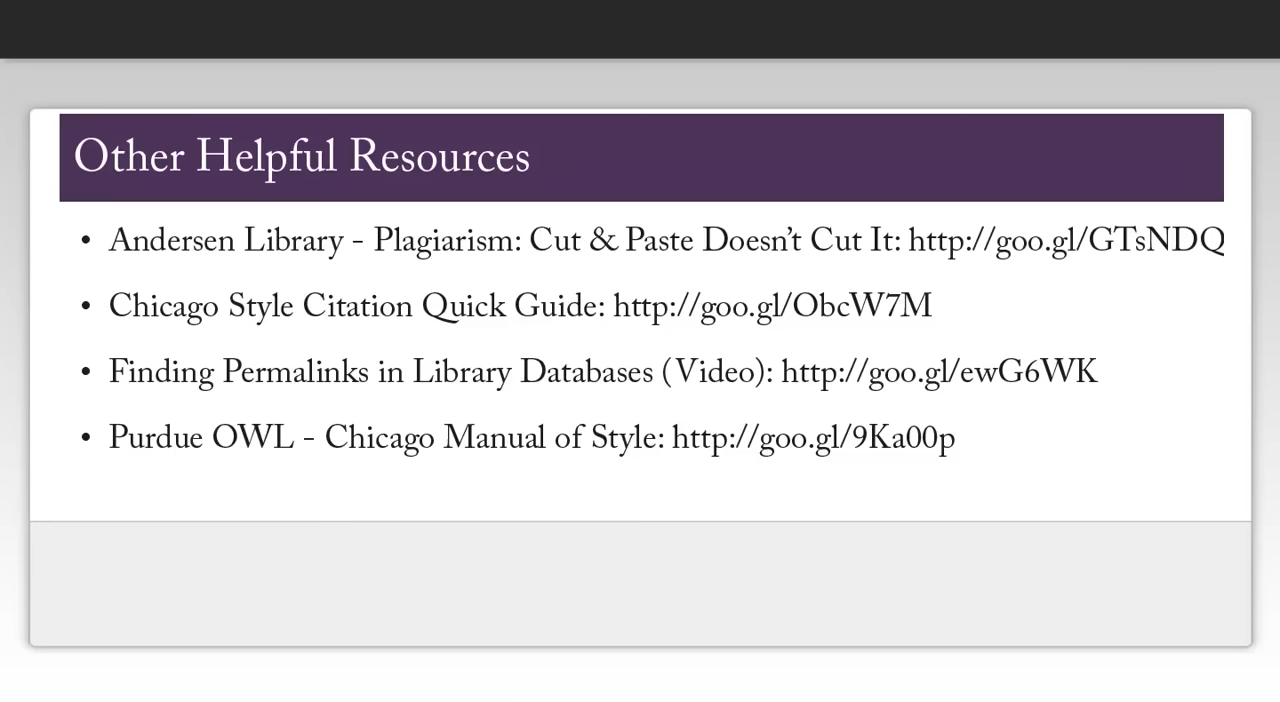 Other Helpful Resources
• Andersen Library - Plagiarism: Cut & Paste Doesn’t Cut It: http://goo.gl/GTsNDQ
• Chicago Style Citation Quick Guide: http://goo.gl/ObcW7M
• Finding Permalinks in Library Databases (Video): http://goo.gl/ewG6WK
• Purdue OWL - Chicago Manual of Style: http://goo.gl/9Ka00p